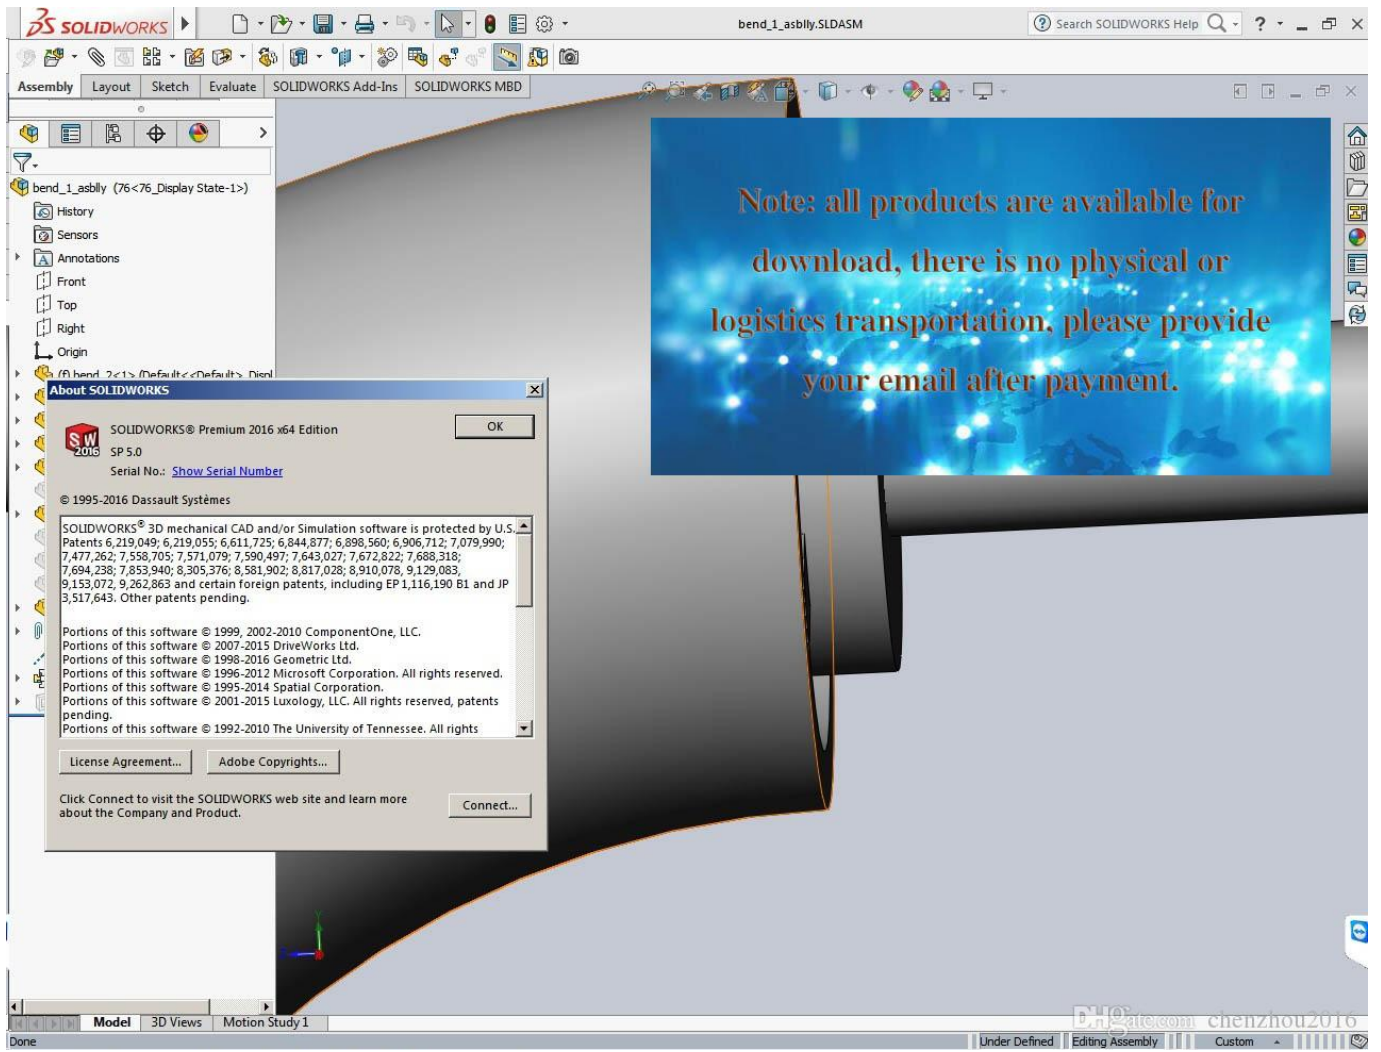 SOLIDWORKS
bend_1_asblly.SLDASM
Search SOLIDWORKS Help
?
Assembly Layout Sketch Evaluate SOLIDWORKS Add-Ins SOLIDWORKS MBD
bend_1_asblly (76<76_Display State-1>)
History
Sensors
Annotations
Front
Top
Right
Origin
(f) bend_2<1> (Default<<Default>_Displ
Note: all products are available for
download, there is no physical or
logistics transportation, please provide
your email after payment.
About SOLIDWORKS
SW
2016
SOLIDWORKS® Premium 2016 x64 Edition
OK
SP 5.0
Serial No.: Show Serial Number
© 1995-2016 Dassault Systèmes
SOLIDWORKS® 3D mechanical CAD and/or Simulation software is protected by U.S.
Patents 6,219,049; 6,219,055; 6,611,725; 6,844,877; 6,898,560; 6,906,712; 7,079,990;
7,477,262; 7,558,705; 7,571,079; 7,590,497; 7,643,027; 7,672,822; 7,688,318;
7,694,238; 7,853,940; 8,305,376; 8,581,902; 8,817,028; 8,910,078, 9,129,083,
9,153,072, 9,262,863 and certain foreign patents, including EP 1,116,190 B1 and JP
3,517,643. Other patents pending.
Portions of this software © 1999, 2002-2010 ComponentOne, LLC.
Portions of this software © 2007-2015 DriveWorks Ltd.
Portions of this software © 1998-2016 Geometric Ltd.
Portions of this software © 1996-2012 Microsoft Corporation. All rights reserved.
Portions of this software © 1995-2014 Spatial Corporation.
Portions of this software © 2001-2015 Luxology, LLC. All rights reserved, patents
pending.
Portions of this software © 1992-2010 The University of Tennessee. All rights
License Agreement... Adobe Copyrights...
Click Connect to visit the SOLIDWORKS web site and learn more
about the Company and Product.
Connect...
Y
Model 3D Views Motion Study 1
DHgate.com chenzhou2016
Done
Under Defined Editing Assembly Custom